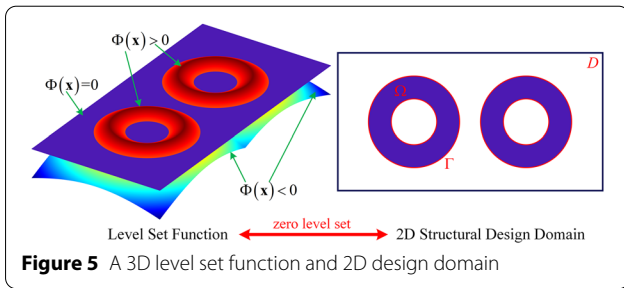 Φ(x)>0
Φ(x)=0
Φ(x)<0
D
Ω
Γ
zero level set
Level Set Function
2D Structural Design Domain
Figure 5 A 3D level set function and 2D design domain